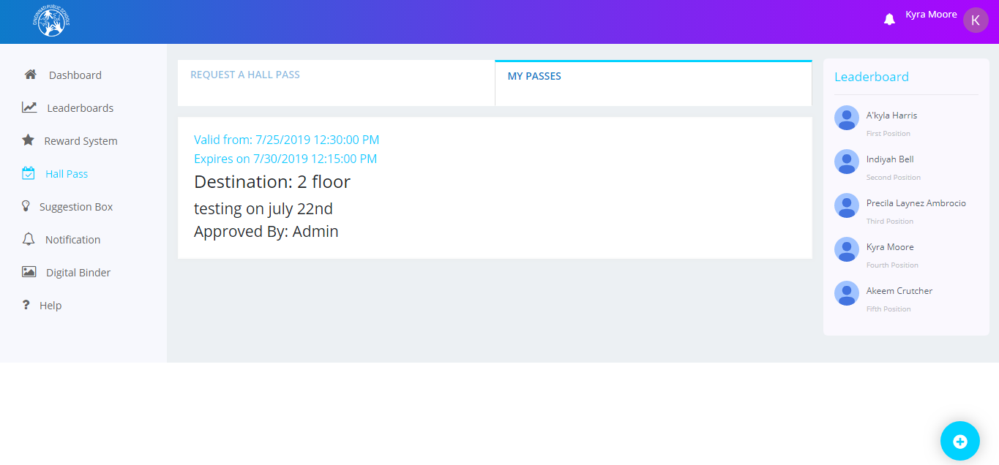 CINCINNATI PUBLIC SCHOOLS
Kyra Moore
K
Dashboard
Leaderboards
Reward System
Hall Pass
Suggestion Box
Notification
Digital Binder
Help
REQUEST A HALL PASS
MY PASSES
Valid from: 7/25/2019 12:30:00 PM
Expires on 7/30/2019 12:15:00 PM
Destination: 2 floor
testing on july 22nd
Approved By: Admin
Leaderboard
A'kyla Harris
First Position
Indiyah Bell
Second Position
Precila Laynez Ambrocio
Third Position
Kyra Moore
Fourth Position
Akeem Crutcher
Fifth Position